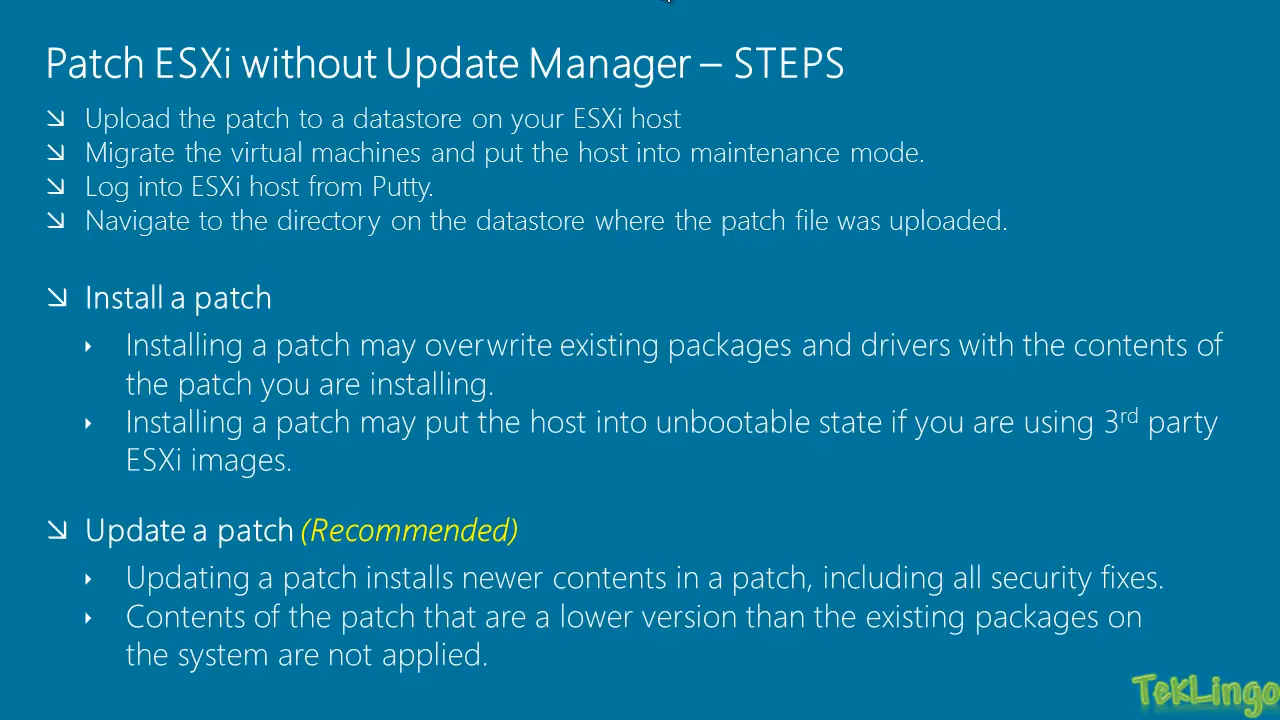 Patch ESXi without Update Manager – STEPS
Upload the patch to a datastore on your ESXi host
Migrate the virtual machines and put the host into maintenance mode.
Log into ESXi host from Putty.
Navigate to the directory on the datastore where the patch file was uploaded.
Install a patch
Installing a patch may overwrite existing packages and drivers with the contents of
the patch you are installing.
Installing a patch may put the host into unbootable state if you are using 3rd party
ESXi images.
Update a patch (Recommended)
Updating a patch installs newer contents in a patch, including all security fixes.
Contents of the patch that are a lower version than the existing packages on
the system are not applied.
TekLingo